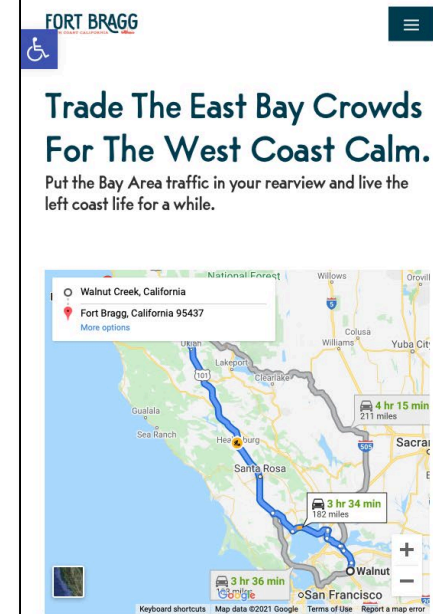 FORT BRAGG
Trade The East Bay Crowds
For The West Coast Calm.
Put the Bay Area traffic in your rearview and live the
left coast life for a while.
National Forest
Willows
Walnut Creek, California
Fort Bragg, California 95437
More options
5
Colusa
Williams
Yuba City
Ukiah
Lakeport
Clearlake
101
4 hr 15 min
211 miles
Gualala
Sea Ranch
505
Santa Rosa
3 hr 34 min
182 miles
+
Walnut
−
3 hr 36 min
Google
San Francisco
Keyboard shortcuts
Map data ©2021 Google
Terms of Use
Report a map error